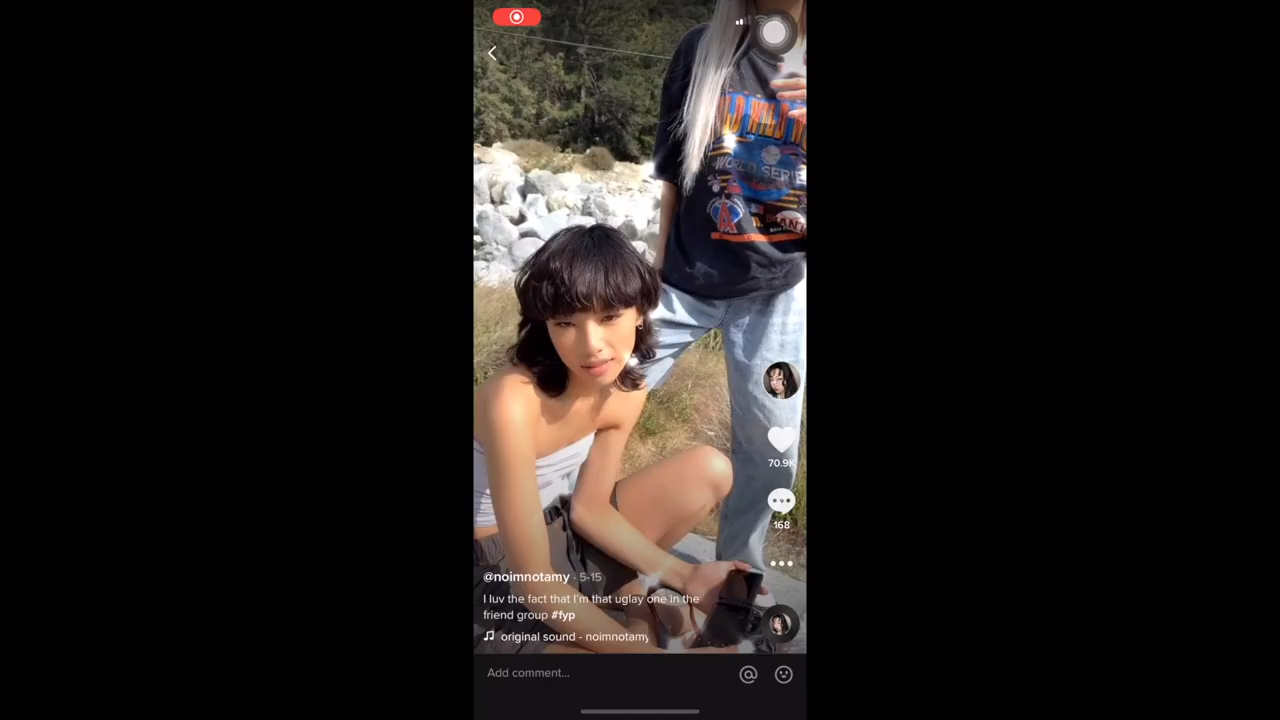 WORLD SERIES
A
70.9K
168
@noimnotamy · 5-15
I luv the fact that I'm that uglay one in the
friend group #fyp
original sound - noimnotamy
Add comment...